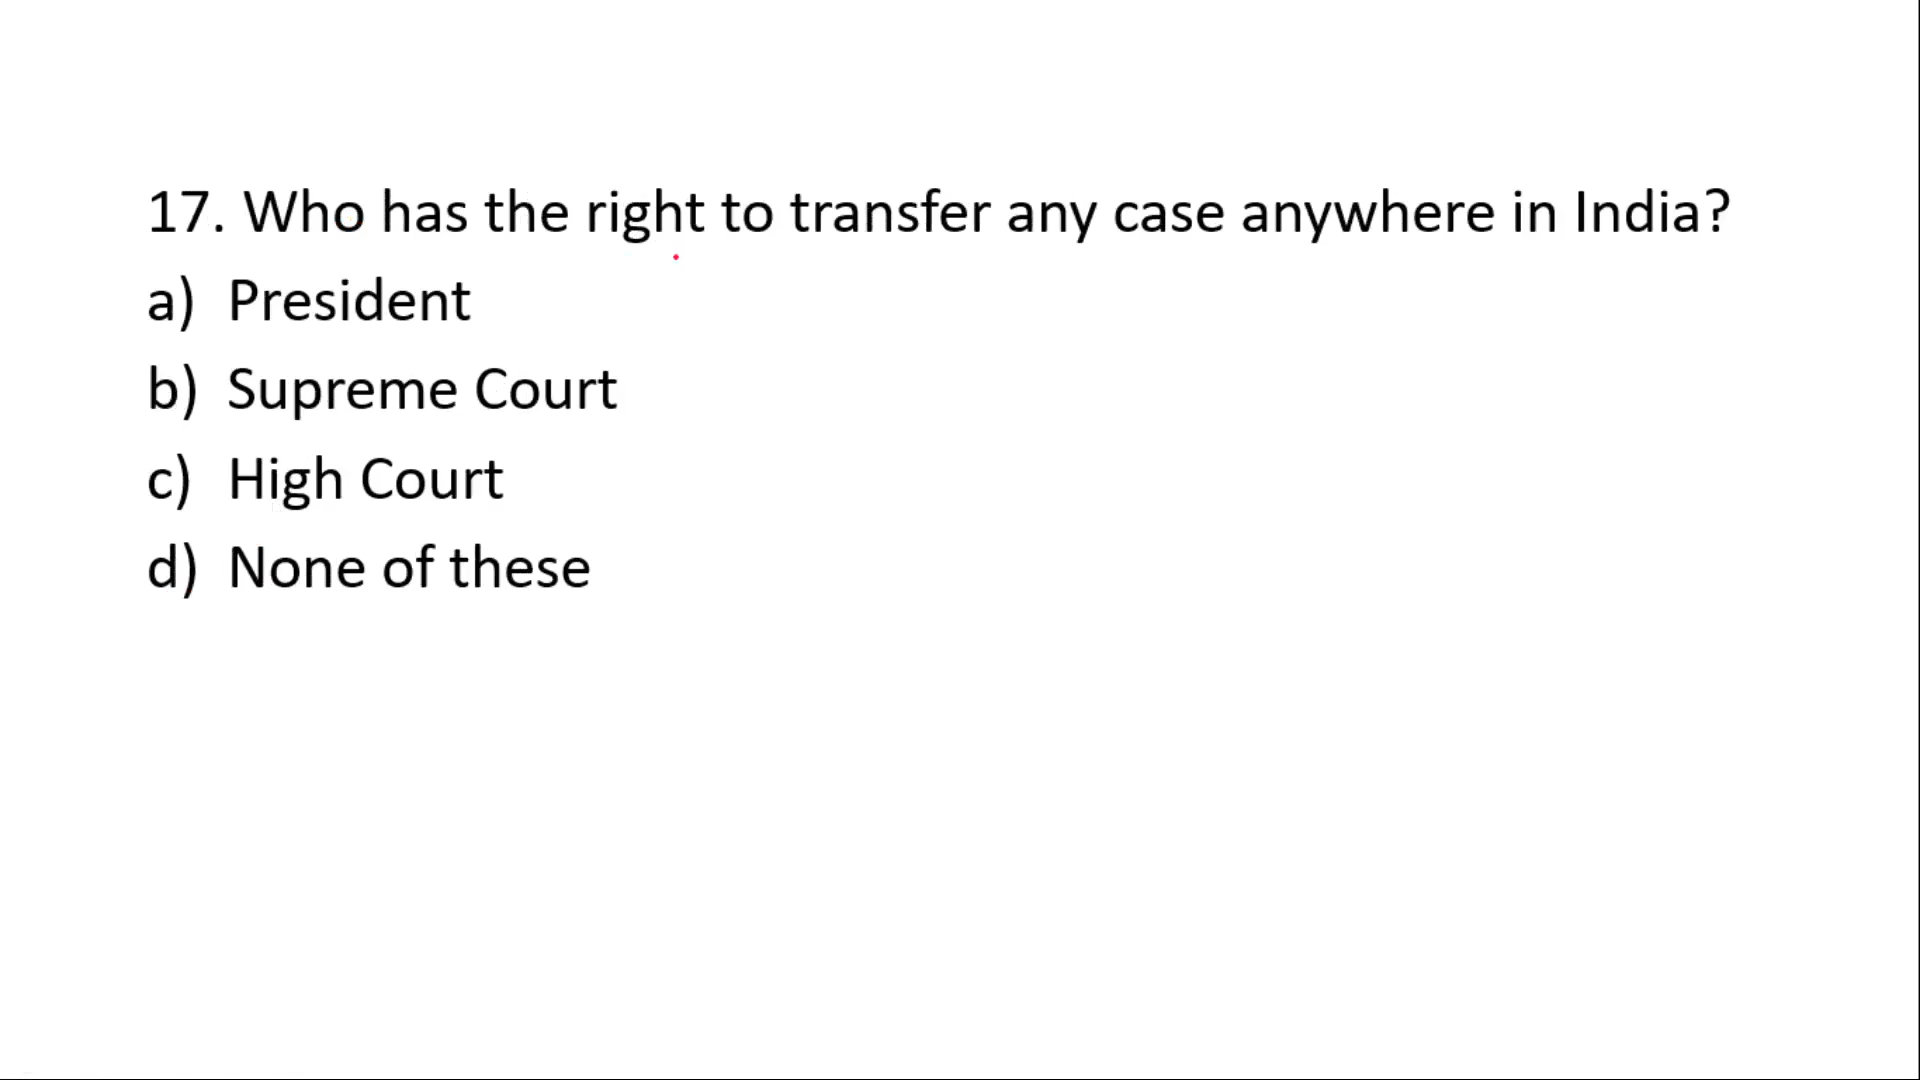 17. Who has the right to transfer any case anywhere in India?
a) President
b) Supreme Court
c) High Court
d) None of these